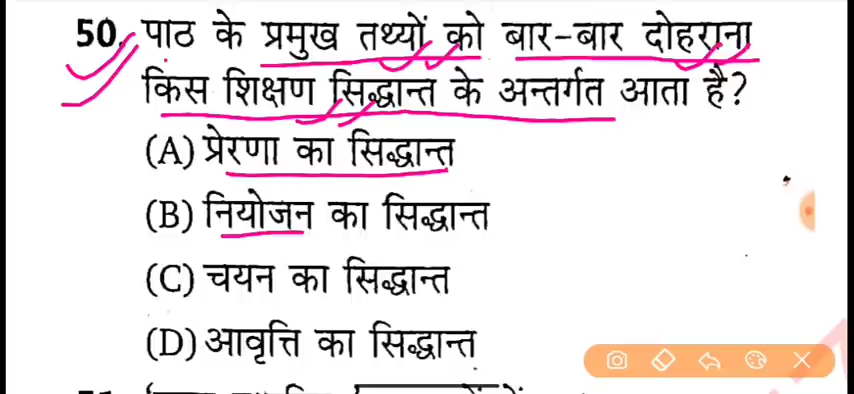 50. पाठ के प्रमुख तथ्यों को बार-बार दोहराना
किस शिक्षण सिद्धान्त के अन्तर्गत आता है?
(A) प्रेरणा का सिद्धान्त
(B) नियोजन का सिद्धान्त
(C) चयन का सिद्धान्त
(D) आवृत्ति का सिद्धान्त